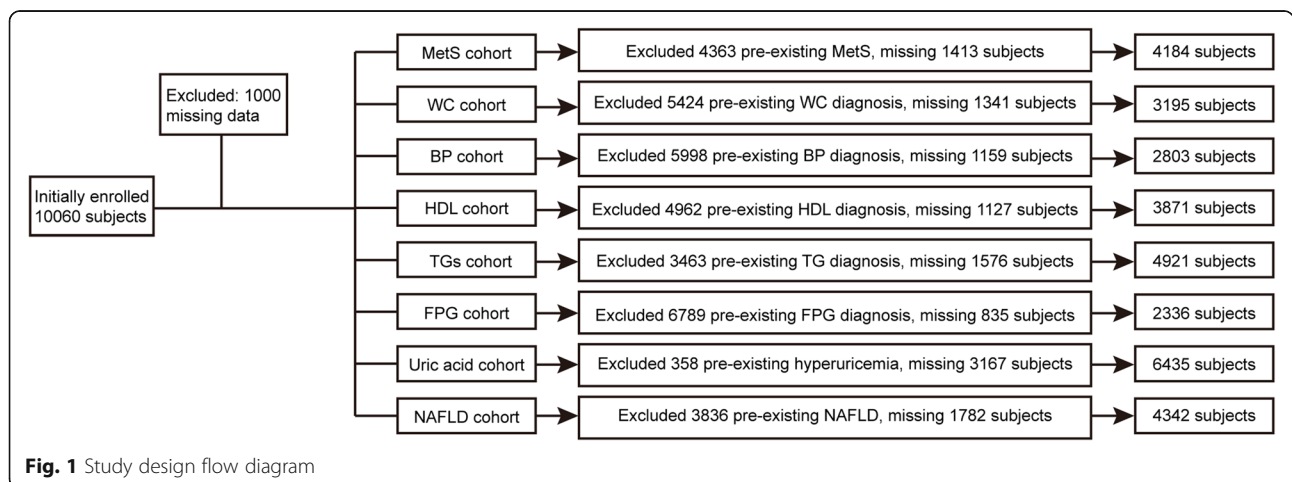 Initially enrolled
10060 subjects
Excluded: 1000
missing data
MetS cohort
Excluded 4363 pre-existing MetS, missing 1413 subjects
4184 subjects
WC cohort
Excluded 5424 pre-existing WC diagnosis, missing 1341 subjects
3195 subjects
BP cohort
Excluded 5998 pre-existing BP diagnosis, missing 1159 subjects
2803 subjects
HDL cohort
Excluded 4962 pre-existing HDL diagnosis, missing 1127 subjects
3871 subjects
TGs cohort
Excluded 3463 pre-existing TG diagnosis, missing 1576 subjects
4921 subjects
FPG cohort
Excluded 6789 pre-existing FPG diagnosis, missing 835 subjects
2336 subjects
Uric acid cohort
Excluded 358 pre-existing hyperuricemia, missing 3167 subjects
6435 subjects
NAFLD cohort
Excluded 3836 pre-existing NAFLD, missing 1782 subjects
4342 subjects
Fig. 1 Study design flow diagram